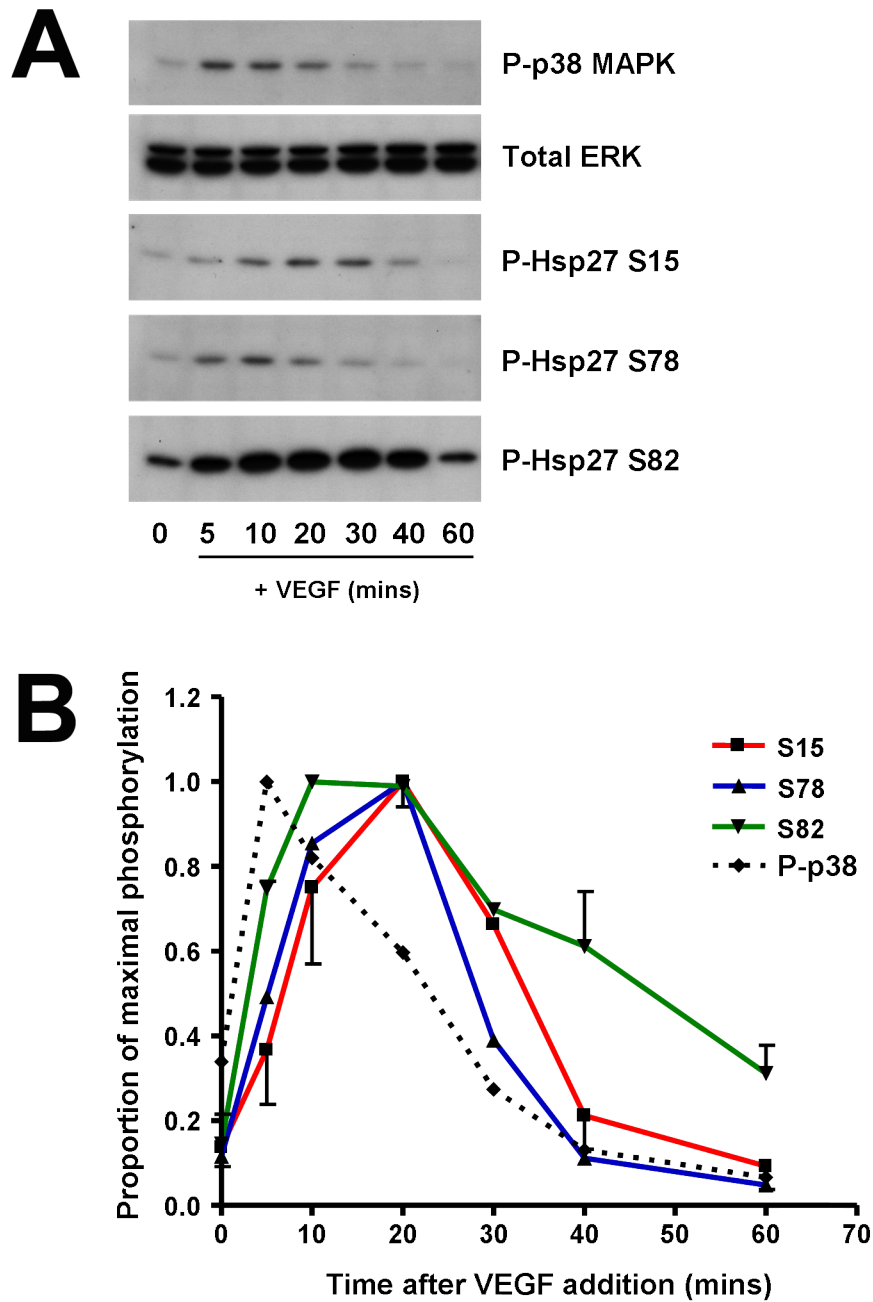 A
P-p38 MAPK
Total ERK
P-Hsp27 S15
P-Hsp27 S78
P-Hsp27 S82
0 5 10 20 30 40 60
+ VEGF (mins)
B
Proportion of maximal phosphorylation
1.2
1.0
0.8
0.6
0.4
0.2
0.0
S15
S78
S82
P-p38
0 10 20 30 40 50 60 70
Time after VEGF addition (mins)